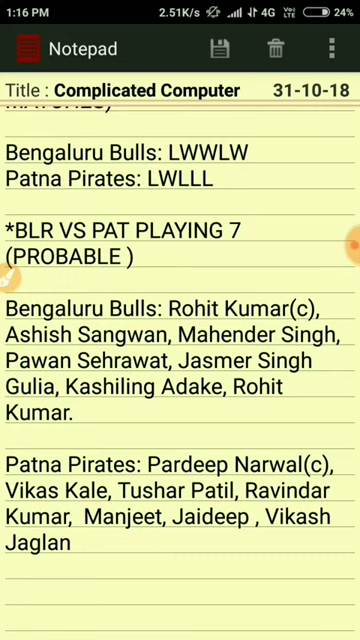 1:16 PM 2.51K/s 4G VoLTE 24%
Notepad
Title : Complicated Computer 31-10-18
Bengaluru Bulls: LWWLW
Patna Pirates: LWLLL
*BLR VS PAT PLAYING 7
(PROBABLE )
Bengaluru Bulls: Rohit Kumar(c),
Ashish Sangwan, Mahender Singh,
Pawan Sehrawat, Jasmer Singh
Gulia, Kashiling Adake, Rohit
Kumar.
Patna Pirates: Pardeep Narwal(c),
Vikas Kale, Tushar Patil, Ravindar
Kumar,  Manjeet, Jaideep , Vikash
Jaglan